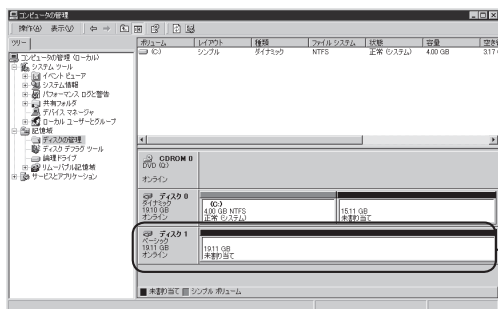 コンピュータの管理
操作(A) 表示(V)
ツリー
コンピュータの管理 (ローカル)
システム ツール
イベント ビューア
システム情報
パフォーマンス ログと警告
共有フォルダ
デバイス マネージャ
ローカル ユーザーとグループ
記憶域
ディスクの管理
ディスク デフラグ ツール
論理ドライブ
リムーバブル記憶域
サービスとアプリケーション
ボリューム レイアウト 種類 ファイル システム 状態 容量 空き
(C:) シンプル ダイナミック NTFS 正常 (システム) 4.00 GB 3.17
CDROM 0
DVD (Q:)
オンライン
ディスク 0
ダイナミック
19.10 GB
オンライン
(C:)
4.00 GB NTFS
正常 (システム)
15.11 GB
未割り当て
ディスク 1
ベーシック
19.11 GB
オンライン
19.11 GB
未割り当て
未割り当て シンプル ボリューム